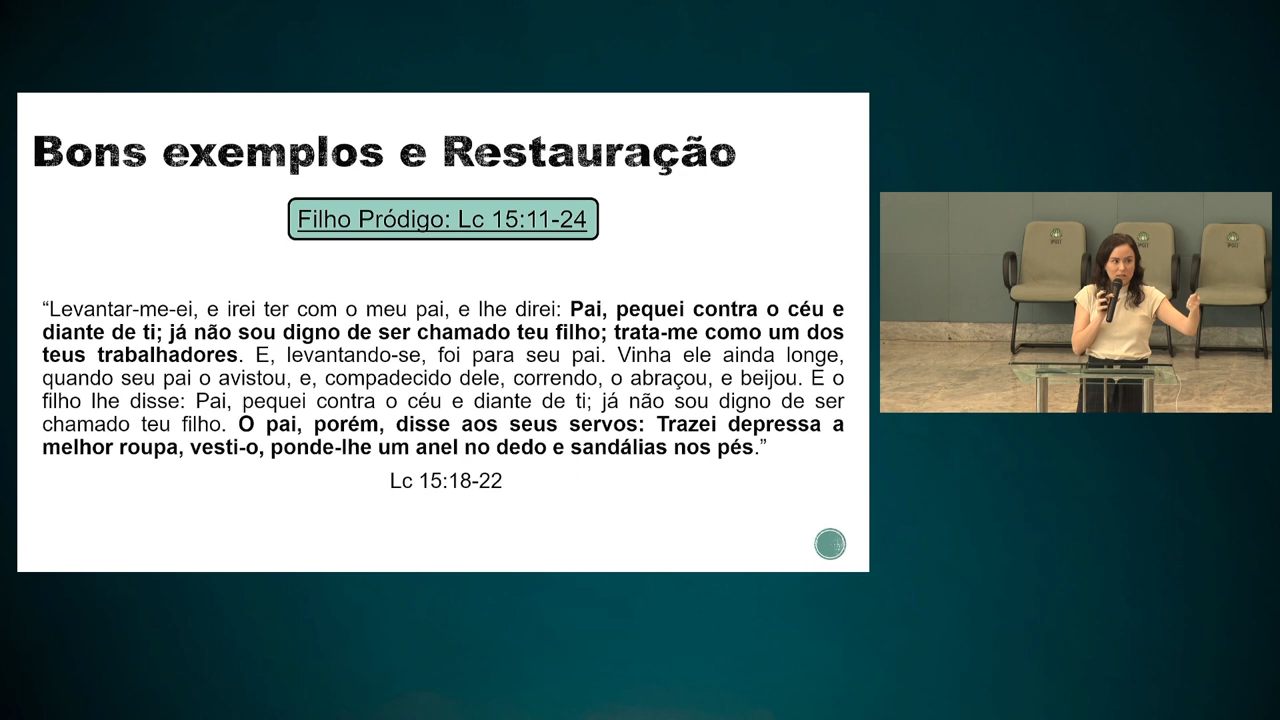 Bons exemplos e Restauração
Filho Pródigo: Lc 15:11-24
“Levantar-me-ei, e irei ter com o meu pai, e lhe direi: Pai, pequei contra o céu e
diante de ti; já não sou digno de ser chamado teu filho; trata-me como um dos
teus trabalhadores. E, levantando-se, foi para seu pai. Vinha ele ainda longe,
quando seu pai o avistou, e, compadecido dele, correndo, o abraçou, e beijou. E o
filho lhe disse: Pai, pequei contra o céu e diante de ti; já não sou digno de ser
chamado teu filho. O pai, porém, disse aos seus servos: Trazei depressa a
melhor roupa, vesti-o, ponde-lhe um anel no dedo e sandálias nos pés.”
Lc 15:18-22